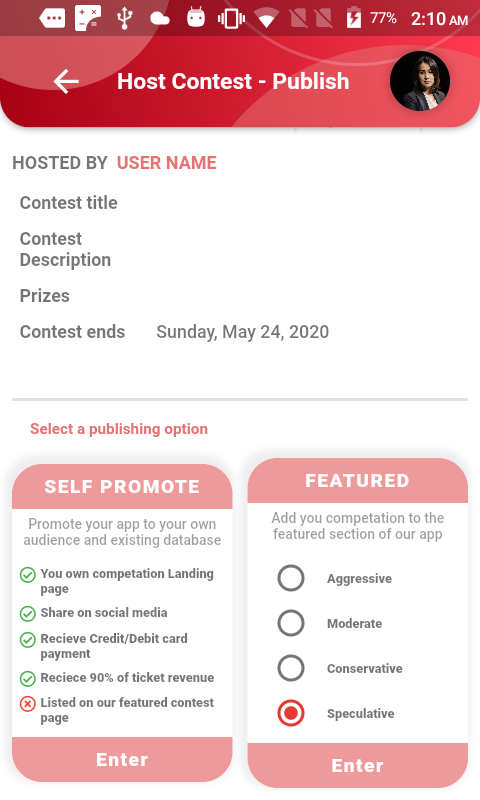 77% 2:10 AM
Host Contest - Publish
HOSTED BY USER NAME
Contest title
Contest
Description
Prizes
Contest ends Sunday, May 24, 2020
Select a publishing option
SELF PROMOTE
Promote your app to your own
audience and existing database
You own competation Landing
page
Share on social media
Recieve Credit/Debit card
payment
Reciece 90% of ticket revenue
Listed on our featured contest
page
Enter
FEATURED
Add you competation to the
featured section of our app
Aggressive
Moderate
Conservative
Speculative
Enter